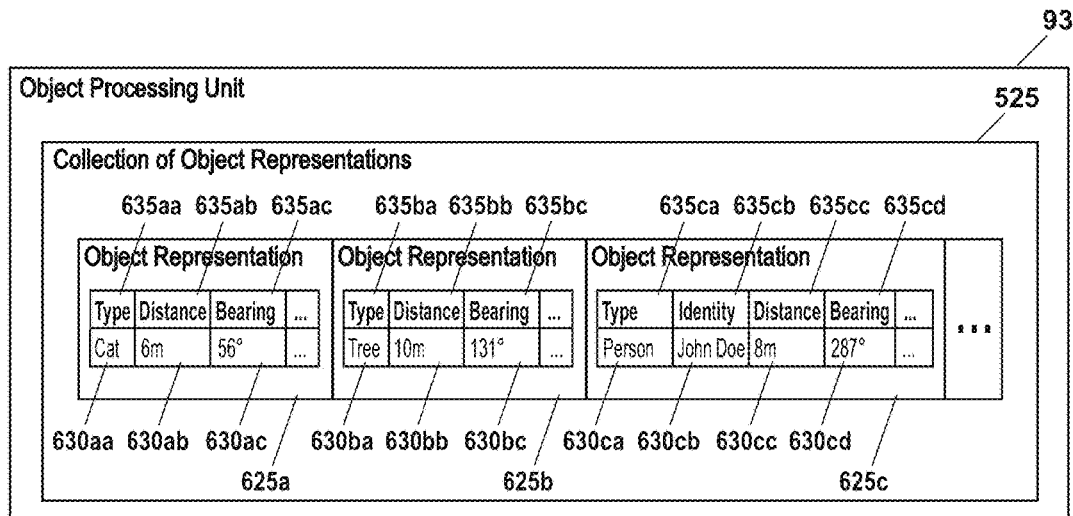 93
Object Processing Unit
525
Collection of Object Representations
635aa 635ab 635ac 635ba 635bb 635bc 635ca 635cb 635cc 635cd
Object Representation Object Representation Object Representation
Type Distance Bearing ... Type Distance Bearing ... Type Identity Distance Bearing ...
Cat 6m 56° ... Tree 10m 131° ... Person John Doe 8m 287° ...
...
630aa 630ab 630ac 630ba 630bb 630bc 630ca 630cb 630cc 630cd
625a 625b 625c